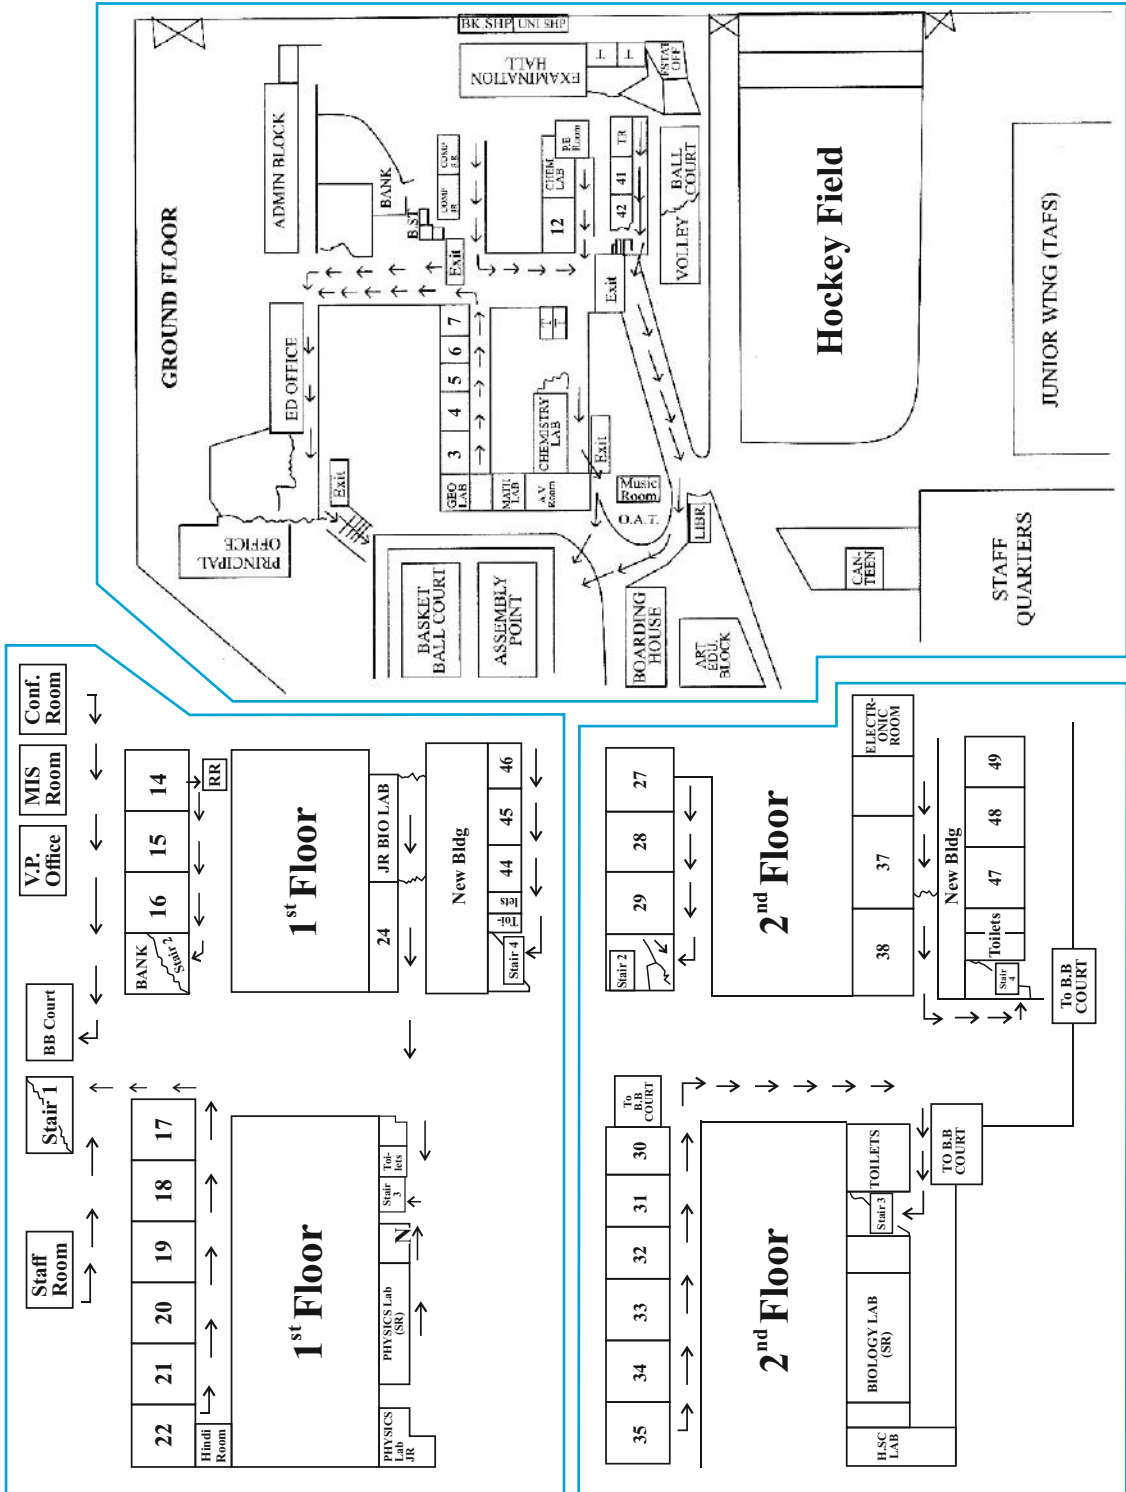 GROUND FLOOR
BK.SHP
UNI SHP
EXAMINATION
HALL
T
T
ESTAT
OFF
ADMIN BLOCK
BANK
B.ST
COMP
JR
COMP
S.R
CHEM
LAB
P.E
Room
12
T.R
41
42
VOLLEY
BALL
COURT
Exit
Exit
ED OFFICE
7
6
5
4
3
T
T
CHEMISTRY
LAB
Exit
Exit
PRINCIPAL
OFFICE
GEO
LAB
MATH
LAB
A.V
Room
Music
Room
O.A.T.
LIBR.
BASKET
BALL COURT
ASSEMBLY
POINT
BOARDING
HOUSE
ART
EDU.
BLOCK
Hockey Field
JUNIOR WING (TAFS)
CAN-
TEEN
STAFF
QUARTERS
Conf.
Room
MIS
Room
V.P.
Office
BB Court
Stair 1
Staff
Room
14
15
16
BANK
Stair 2
RR
1st Floor
JR BIO LAB
24
New Bldg
46
45
44
Toi-
lets
Stair 4
17
18
19
20
21
22
Hindi
Room
1st Floor
Toi-
lets
Stair
3
N
PHYSICS Lab
(SR)
PHYSICS
Lab
JR
27
28
29
Stair 2
2nd Floor
ELECTR-
ONIC
ROOM
37
38
New Bldg
49
48
47
Toilets
Stair
4
To B.B
COURT
To
B.B
COURT
30
31
32
33
34
35
2nd Floor
TOILETS
Stair 3
TO B.B
COURT
BIOLOGY LAB
(SR)
H.SC
LAB